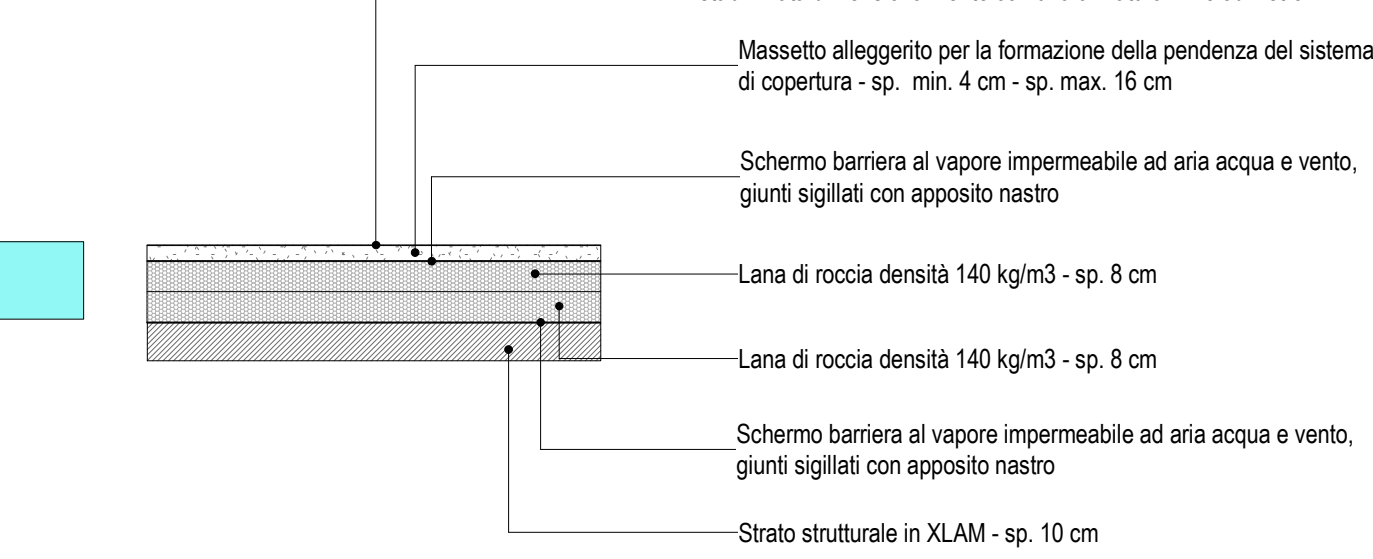 Massetto alleggerito per la formazione della pendenza del sistema
di copertura - sp. min. 4 cm - sp. max. 16 cm
Schermo barriera al vapore impermeabile ad aria acqua e vento,
giunti sigillati con apposito nastro
Lana di roccia densità 140 kg/m3 - sp. 8 cm
Lana di roccia densità 140 kg/m3 - sp. 8 cm
Schermo barriera al vapore impermeabile ad aria acqua e vento,
giunti sigillati con apposito nastro
Strato strutturale in XLAM - sp. 10 cm